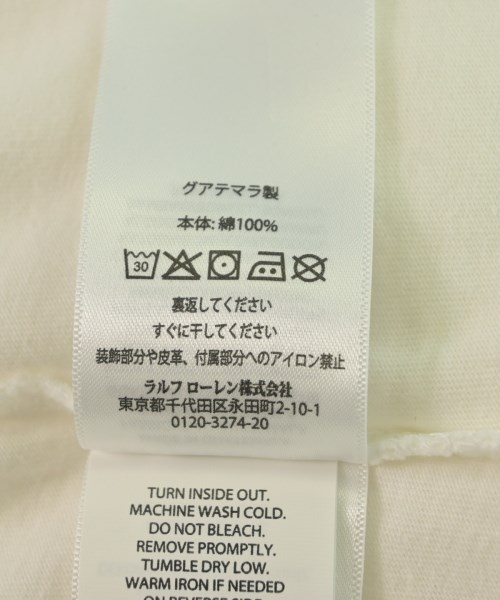 グアテマラ製
本体: 綿100%
30
裏返してください
すぐに干してください
装飾部分や皮革、付属部分へのアイロン禁止
ラルフ ローレン株式会社
東京都千代田区永田町2-10-1
0120-3274-20
TURN INSIDE OUT.
MACHINE WASH COLD.
DO NOT BLEACH.
REMOVE PROMPTLY.
TUMBLE DRY LOW.
WARM IRON IF NEEDED
ON REVERSE SIDE.